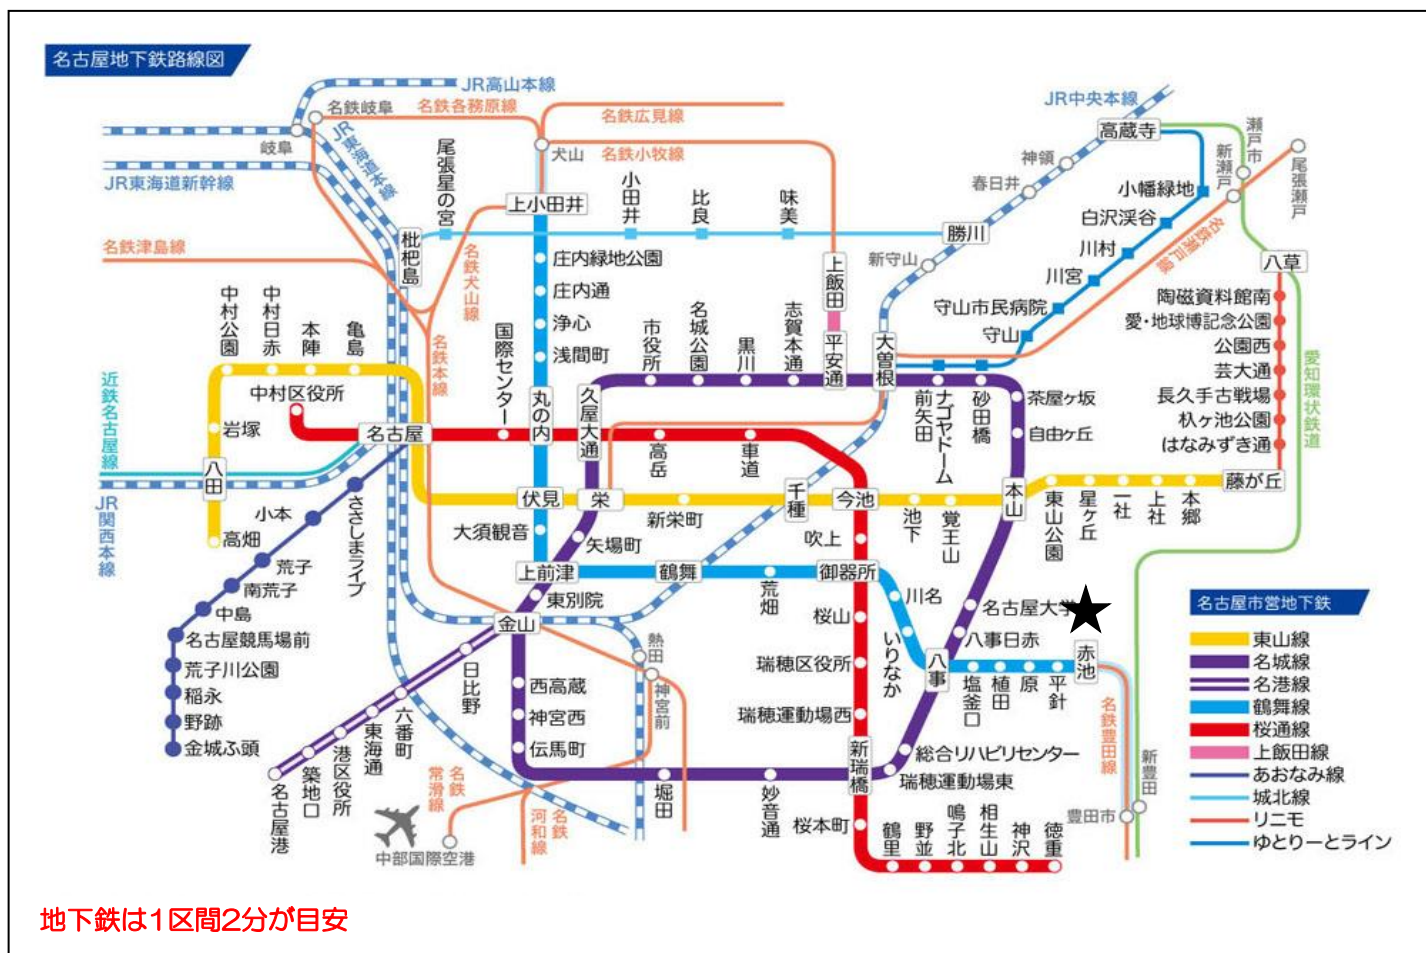 名古屋地下鉄路線図
JR高山本線
名鉄岐阜
名鉄各務原線
名鉄広見線
JR中央本線
高蔵寺
瀬戸市
岐阜
JR東海道本線
尾張星の宮
犬山
名鉄小牧線
神領
新瀬戸
尾張瀬戸
JR東海道新幹線
春日井
小幡緑地
上小田井
小田井
比良
味美
白沢渓谷
名鉄瀬戸線
名鉄津島線
枇杷島
名鉄犬山線
勝川
川村
新守山
八草
庄内緑地公園
上飯田
川宮
庄内通
陶磁資料館南
中村公園
中村日赤
本陣
亀島
守山市民病院
愛・地球博記念公園
浄心
守山
公園西
国際センター
浅間町
市役所
名城公園
黒川
志賀本通
平安通
大曽根
芸大通
愛知環状鉄道
名鉄本線
近鉄名古屋線
中村区役所
長久手古戦場
丸の内
久屋大通
ナゴヤドーム前矢田
砂田橋
茶屋ヶ坂
杁ヶ池公園
岩塚
名古屋
高岳
車道
自由ヶ丘
はなみずき通
八田
藤が丘
JR関西本線
ささしまライブ
伏見
栄
新栄町
千種
今池
池下
覚王山
本山
東山公園
星ヶ丘
一社
上社
本郷
小本
大須観音
高畑
矢場町
吹上
荒子
上前津
鶴舞
荒畑
御器所
南荒子
東別院
川名
名古屋大学
★
名古屋市営地下鉄
中島
金山
桜山
いりなか
八事日赤
東山線
名古屋競馬場前
熱田
赤池
名城線
荒子川公園
日比野
瑞穂区役所
八事
塩釜口
植田
原
平針
名港線
稲永
西高蔵
神宮前
鶴舞線
野跡
六番町
神宮西
瑞穂運動場西
名鉄豊田線
桜通線
金城ふ頭
東海通
伝馬町
新瑞橋
総合リハビリセンター
新豊田
上飯田線
港区役所
名鉄常滑線
瑞穂運動場東
あおなみ線
築地口
堀田
妙音通
城北線
名古屋港
名鉄河和線
桜本町
鶴里
野並
鳴子北
相生山
神沢
徳重
豊田市
リニモ
中部国際空港
ゆとりーとライン
地下鉄は1区間2分が目安